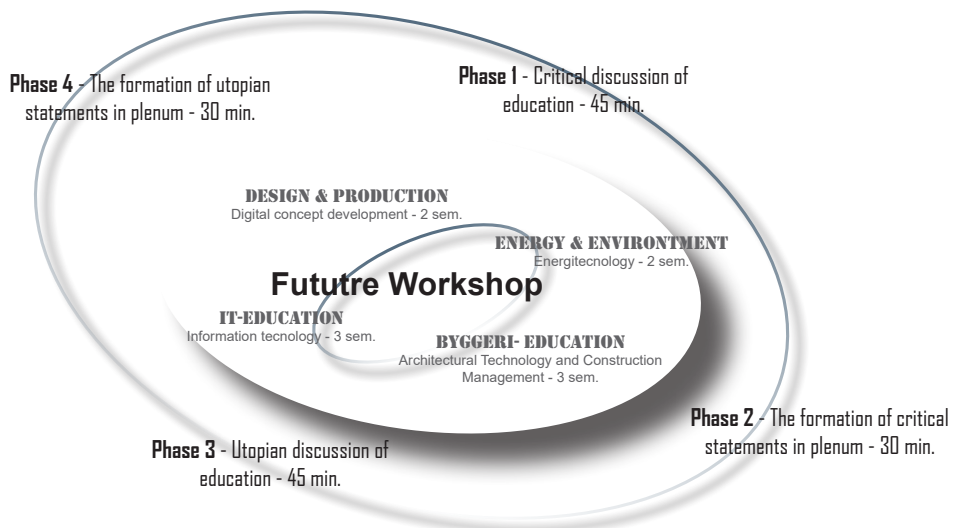 Phase 4 - The formation of utopian
statements in plenum - 30 min.
Phase 1 - Critical discussion of
education - 45 min.
DESIGN & PRODUCTION
Digital concept development - 2 sem.
ENERGY & ENVIRONTMENT
Energitecnology - 2 sem.
Fututre Workshop
IT-EDUCATION
Information tecnology - 3 sem.
BYGGERI- EDUCATION
Architectural Technology and Construction
Management - 3 sem.
Phase 2 - The formation of critical
statements in plenum - 30 min.
Phase 3 - Utopian discussion of
education - 45 min.